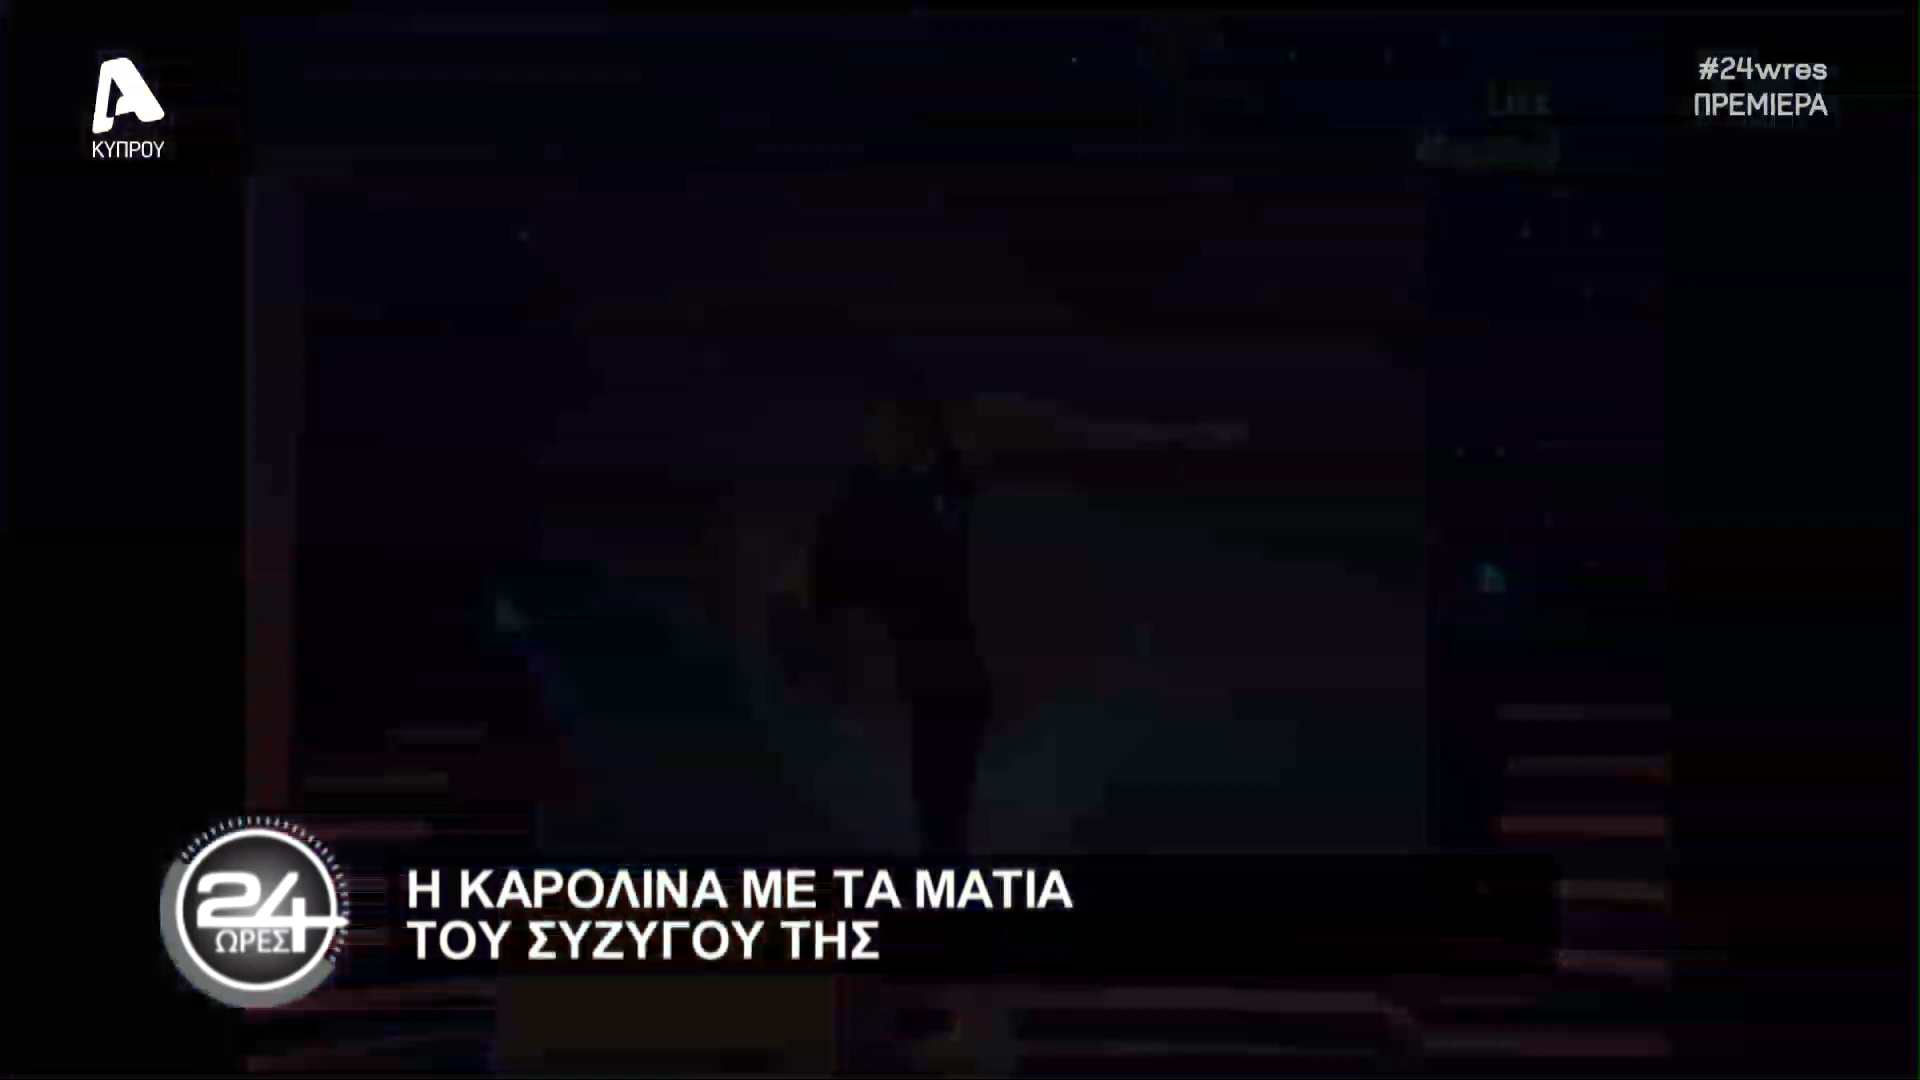 ΚΥΠΡΟΥ
#24wres
ΠΡΕΜΙΕΡΑ
24
ΩΡΕΣ
Η ΚΑΡΟΛΙΝΑ ΜΕ ΤΑ ΜΑΤΙΑ
ΤΟΥ ΣΥΖΥΓΟΥ ΤΗΣ